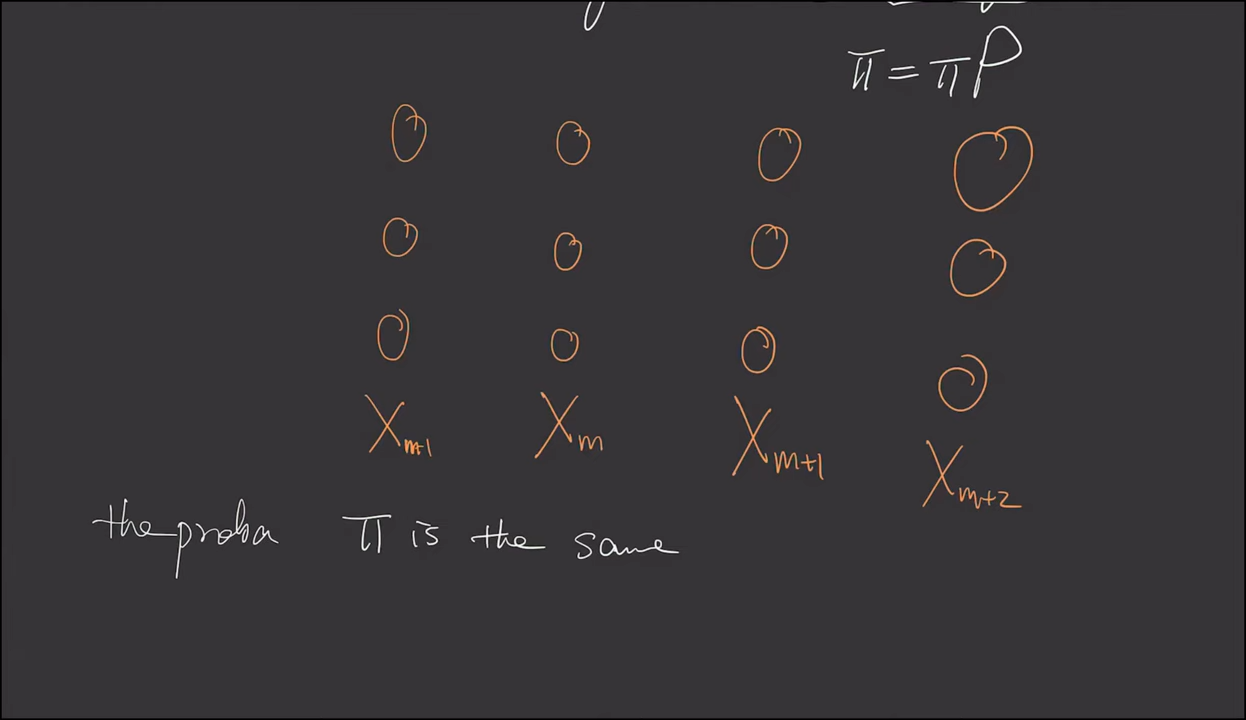 π = πP
X_{m+1} X_m X_{m+1} X_{m+2}
the proba π is the same